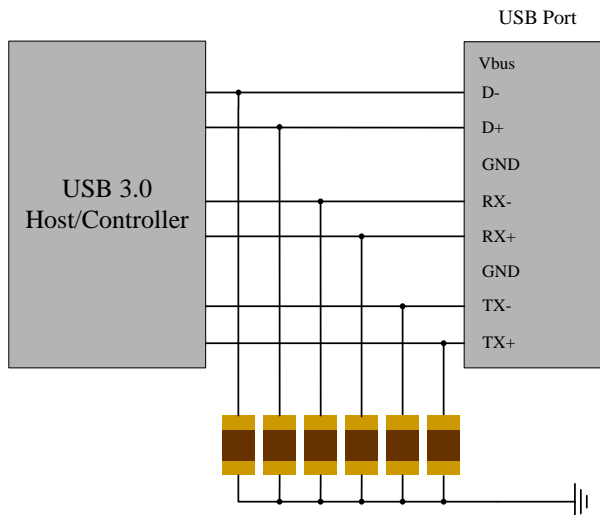 USB Port
USB 3.0
Host/Controller
Vbus
D-
D+
GND
RX-
RX+
GND
TX-
TX+